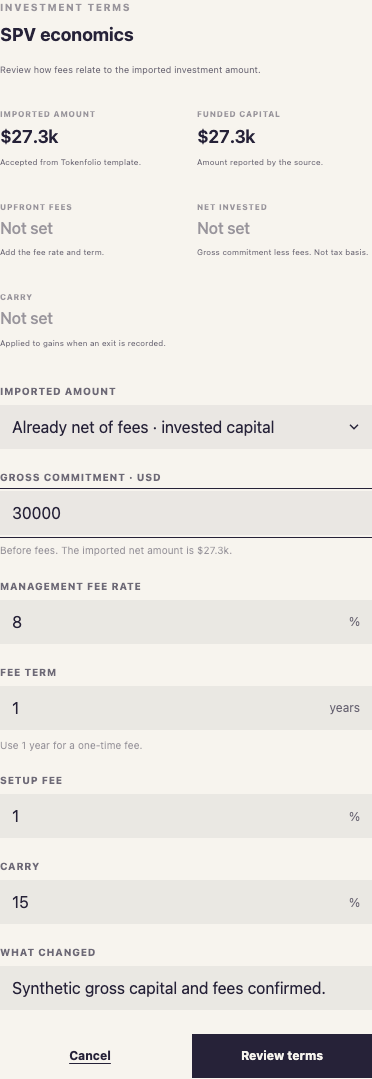 INVESTMENT TERMS
SPV economics
Review how fees relate to the imported investment amount.
IMPORTED AMOUNT
$27.3k
Accepted from Tokenfolio template.
FUNDED CAPITAL
$27.3k
Amount reported by the source.
UPFRONT FEES
Not set
Add the fee rate and term.
NET INVESTED
Not set
Gross commitment less fees. Not tax basis.
CARRY
Not set
Applied to gains when an exit is recorded.
IMPORTED AMOUNT
Already net of fees · invested capital
GROSS COMMITMENT · USD
30000
Before fees. The imported net amount is $27.3k.
MANAGEMENT FEE RATE
8 %
FEE TERM
1 years
Use 1 year for a one-time fee.
SETUP FEE
1 %
CARRY
15 %
WHAT CHANGED
Synthetic gross capital and fees confirmed.
Cancel Review terms